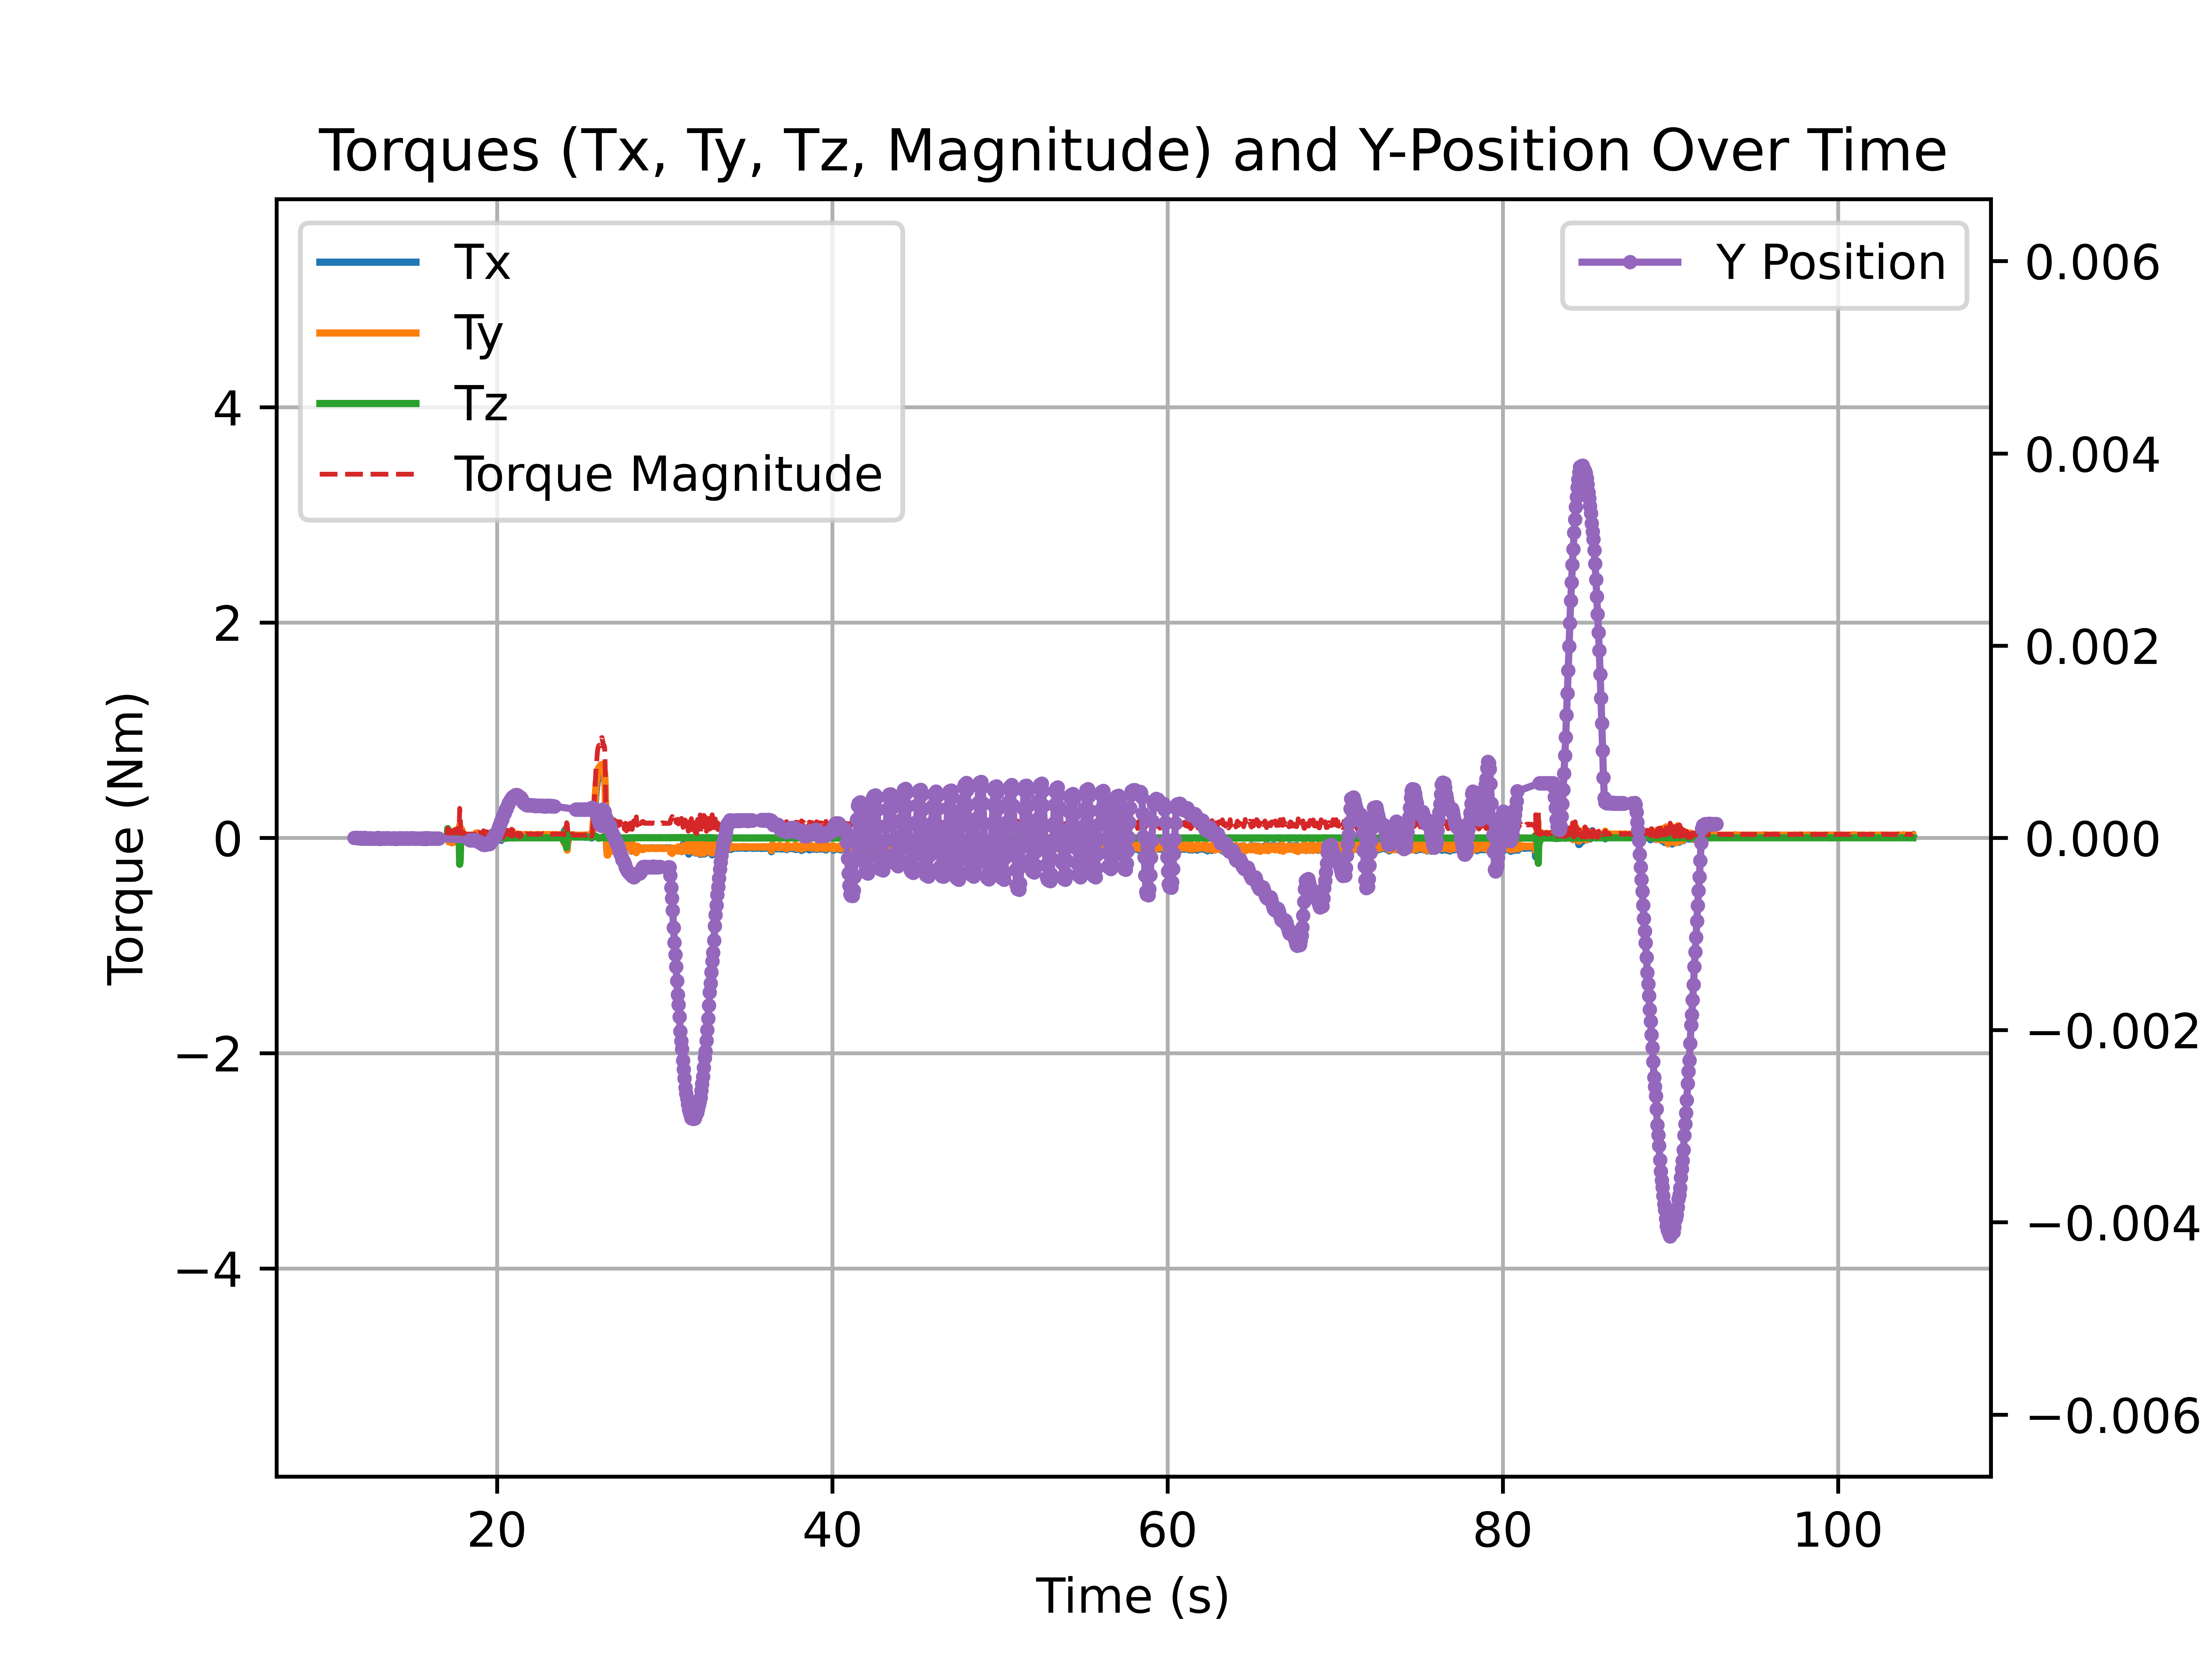 Torques (Tx, Ty, Tz, Magnitude) and Y-Position Over Time
Tx
Ty
Tz
Torque Magnitude
Y Position
4
2
0
−2
−4
Torque (Nm)
0.006
0.004
0.002
0.000
−0.002
−0.004
−0.006
20
40
60
80
100
Time (s)